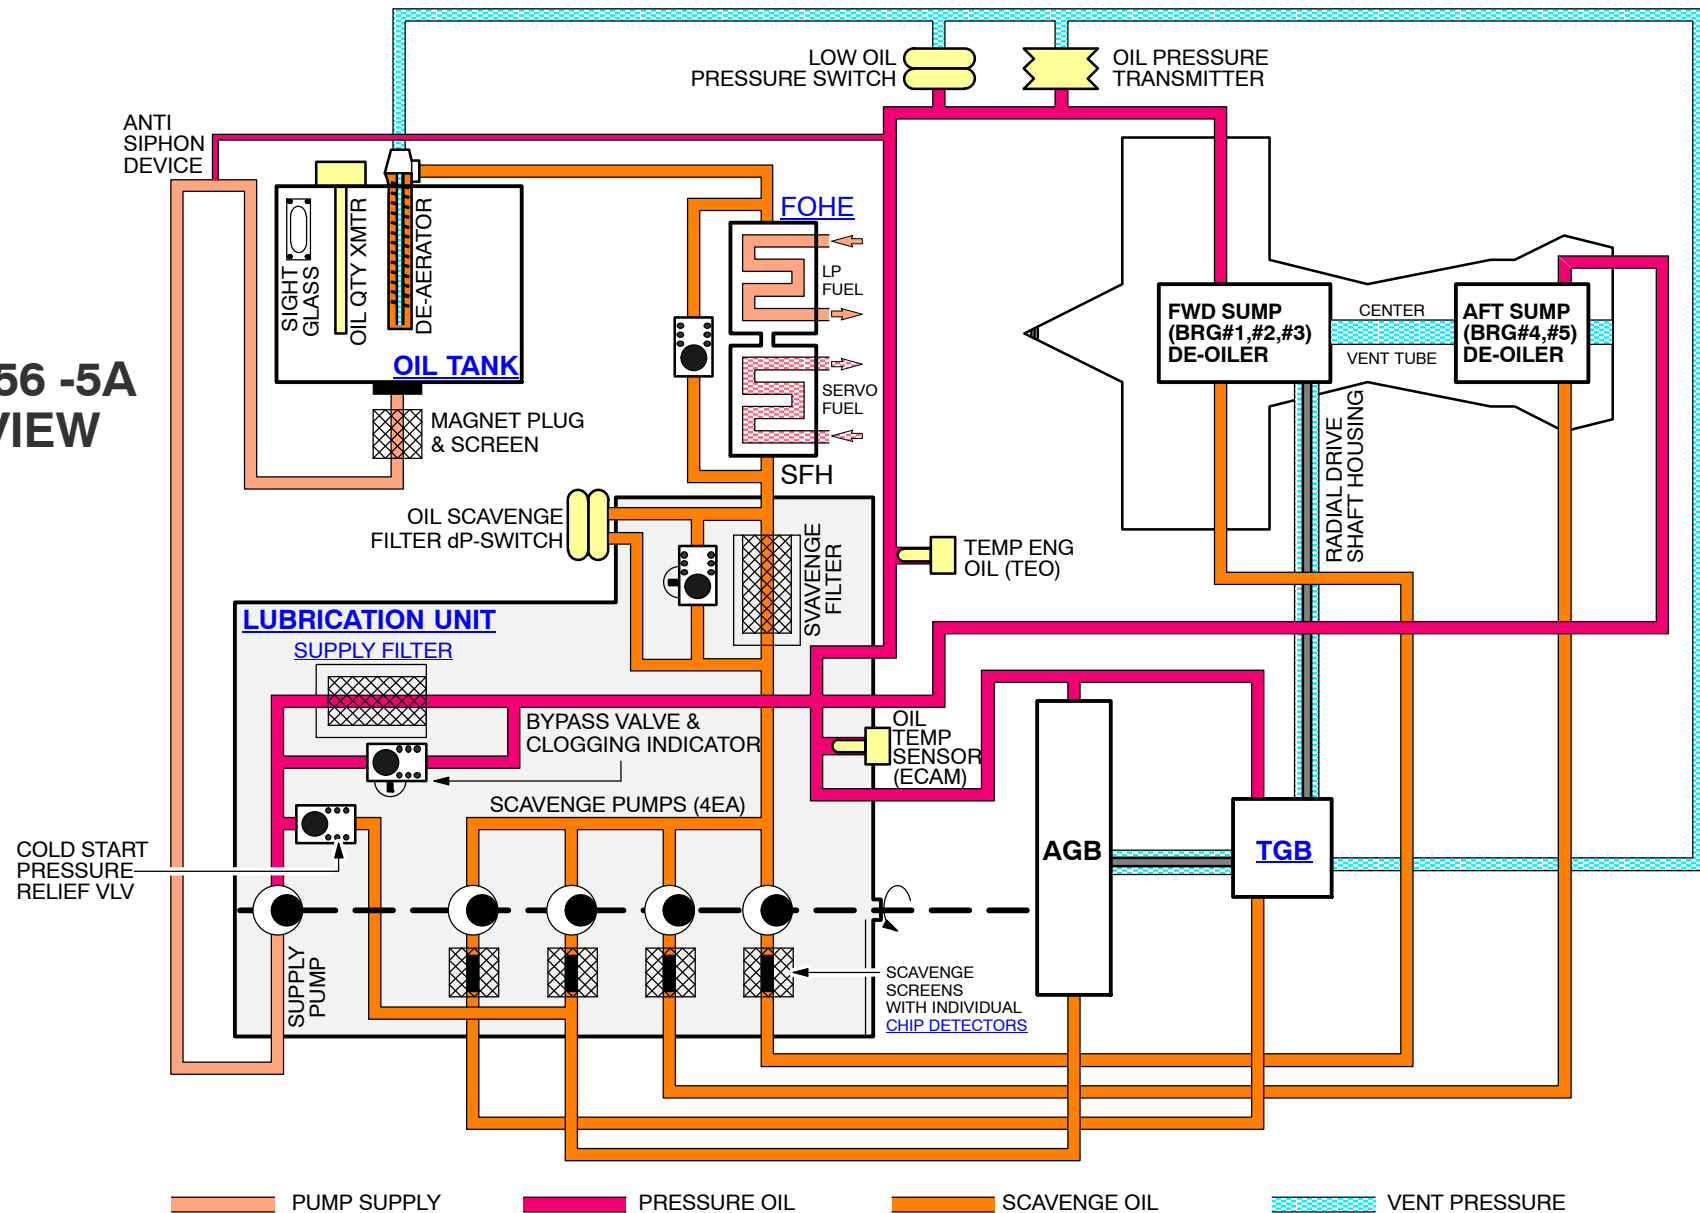 LOW OIL
PRESSURE SWITCH
OIL PRESSURE
TRANSMITTER
ANTI
SIPHON
DEVICE
SIGHT
GLASS
OIL QTY XMTR
DE-AERATOR
OIL TANK
FOHE
LP
FUEL
SERVO
FUEL
SFH
FWD SUMP
(BRG#1,#2,#3)
DE-OILER
CENTER
VENT TUBE
AFT SUMP
(BRG#4,#5)
DE-OILER
56 -5A
VIEW
MAGNET PLUG
& SCREEN
RADIAL DRIVE
SHAFT HOUSING
OIL SCAVENGE
FILTER dP-SWITCH
SVAVENGE
FILTER
TEMP ENG
OIL (TEO)
LUBRICATION UNIT
SUPPLY FILTER
BYPASS VALVE &
CLOGGING INDICATOR
OIL
TEMP
SENSOR
(ECAM)
SCAVENGE PUMPS (4EA)
COLD START
PRESSURE
RELIEF VLV
AGB
TGB
SUPPLY
PUMP
SCAVENGE
SCREENS
WITH INDIVIDUAL
CHIP DETECTORS
PUMP SUPPLY
PRESSURE OIL
SCAVENGE OIL
VENT PRESSURE